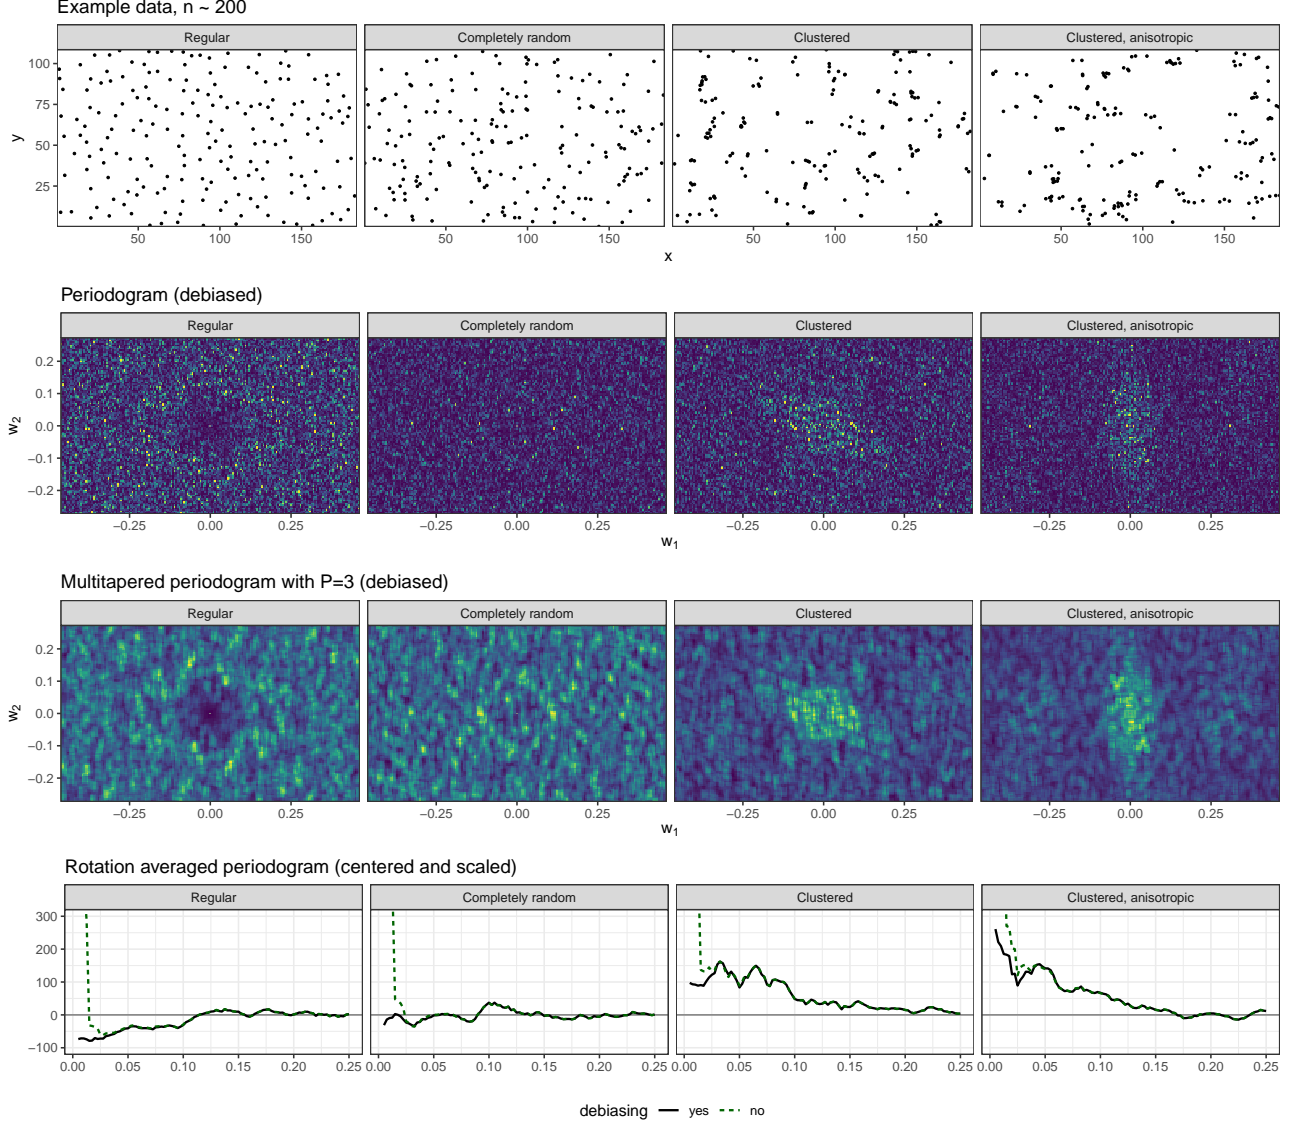 Example data, n ~ 200
Regular Completely random Clustered Clustered, anisotropic
100
75
50
25
y
50 100 150 50 100 150 50 100 150 50 100 150
x
Periodogram (debiased)
Regular Completely random Clustered Clustered, anisotropic
0.2
0.1
0.0
−0.1
−0.2
w2
−0.25 0.00 0.25 −0.25 0.00 0.25 −0.25 0.00 0.25 −0.25 0.00 0.25
w1
Multitapered periodogram with P=3 (debiased)
Regular Completely random Clustered Clustered, anisotropic
0.2
0.1
0.0
−0.1
−0.2
w2
−0.25 0.00 0.25 −0.25 0.00 0.25 −0.25 0.00 0.25 −0.25 0.00 0.25
w1
Rotation averaged periodogram (centered and scaled)
Regular Completely random Clustered Clustered, anisotropic
300
200
100
0
−100
0.00 0.05 0.10 0.15 0.20 0.25 0.00 0.05 0.10 0.15 0.20 0.25 0.00 0.05 0.10 0.15 0.20 0.25 0.00 0.05 0.10 0.15 0.20 0.25
debiasing yes no